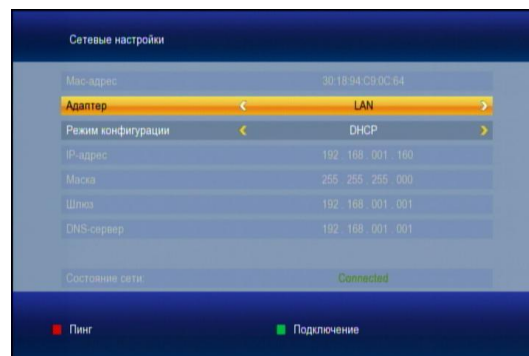 Сетевые настройки
Мас-адрес 30:18:94:C9:0C:64
Адаптер LAN
Режим конфигурации DHCP
IP-адрес 192 . 168 . 001 . 160
Маска 255 . 255 . 255 . 000
Шлюз 192 . 168 . 001 . 001
DNS-сервер 192 . 168 . 001 . 001
Состояние сети: Connected
Пинг Подключение